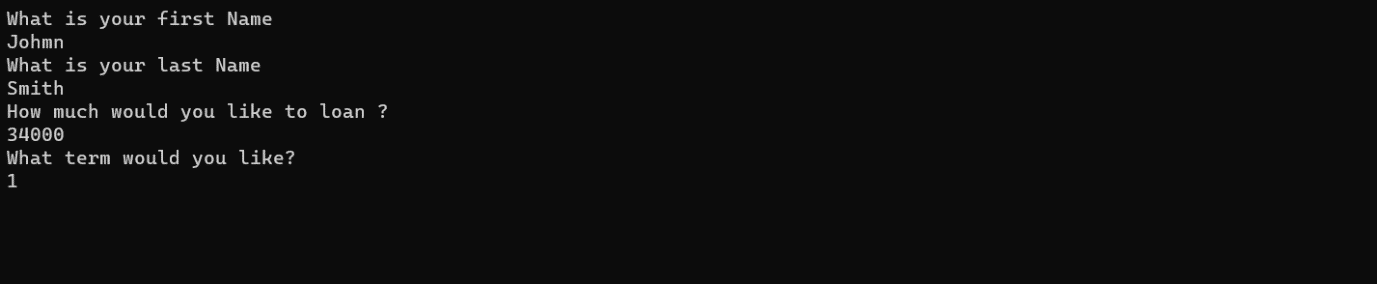 What is your first Name
Johmn
What is your last Name
Smith
How much would you like to loan ?
34000
What term would you like?
1